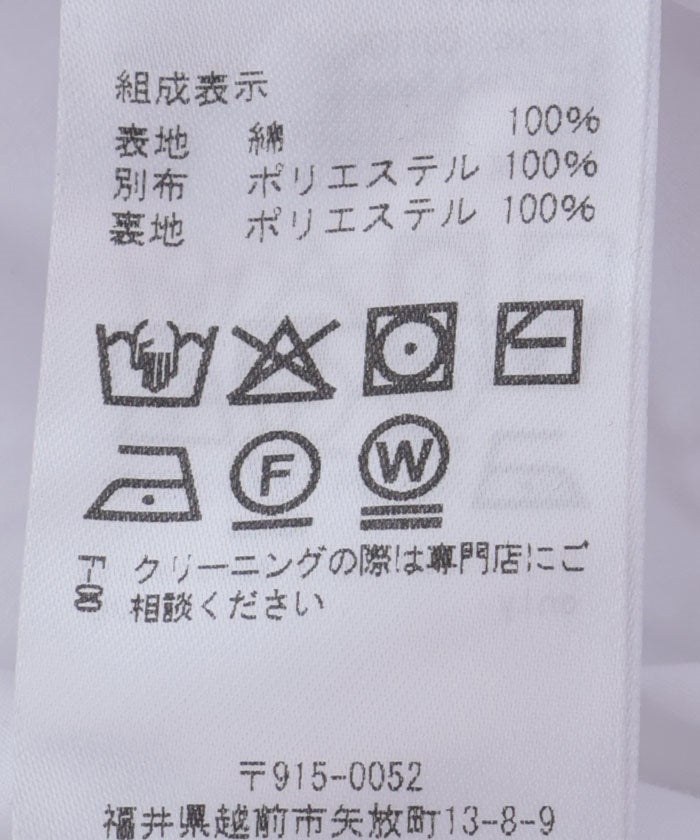 組成表示
表地 綿 100%
別布 ポリエステル 100%
裏地 ポリエステル 100%
F
W
クリーニングの際は専門店にご
相談ください
〒915-0052
福井県越前市矢放町13-8-9